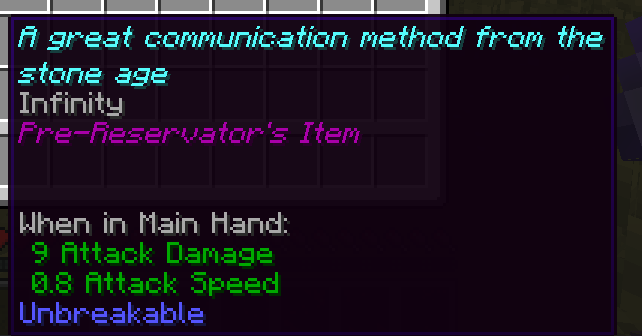 A great communication method from the
stone age
Infinity
Pre-Reservator's Item
When in Main Hand:
9 Attack Damage
0.8 Attack Speed
Unbreakable